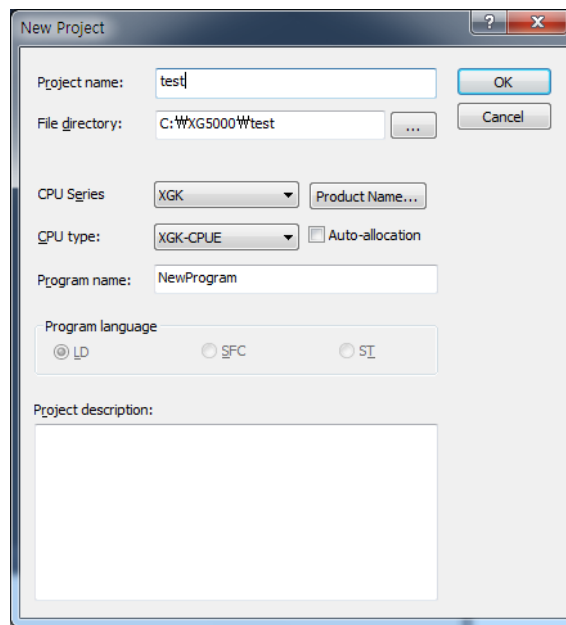 New Project
Project name: test OK
File directory: C:₩XG5000₩test ... Cancel
CPU Series XGK Product Name...
CPU type: XGK-CPUE Auto-allocation
Program name: NewProgram
Program language
LD SFC ST
Project description: